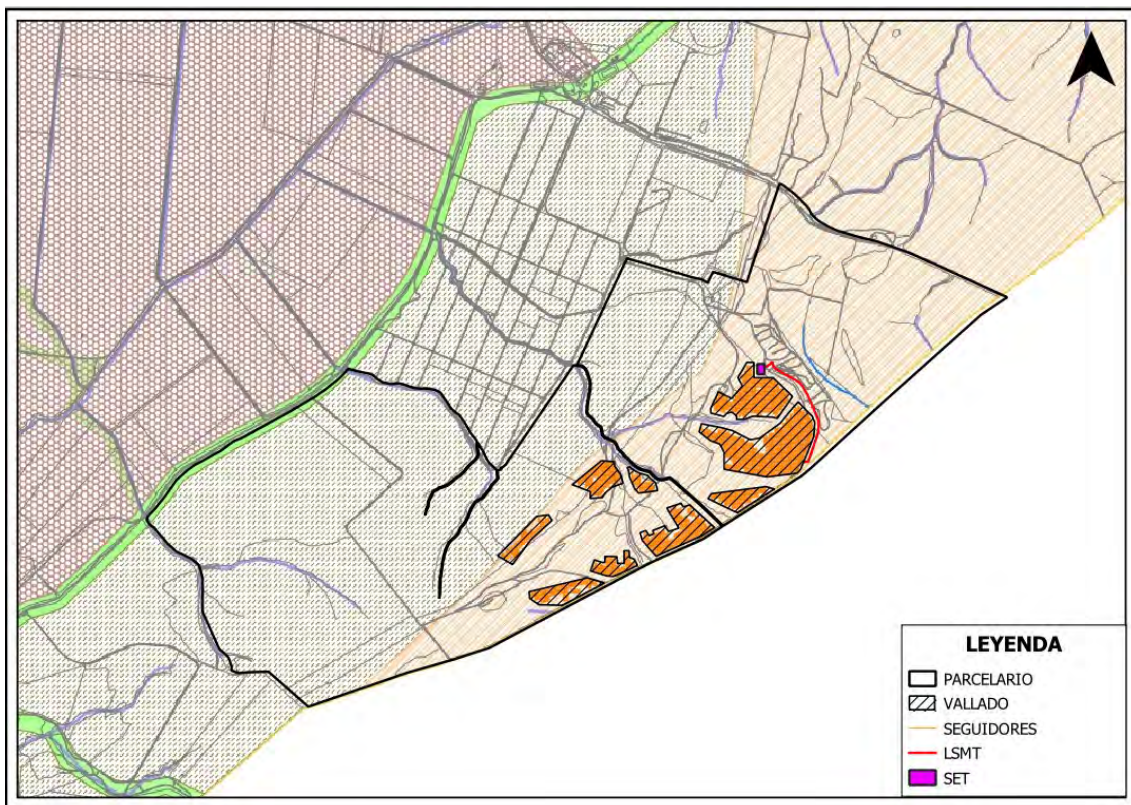 LEYENDA
PARCELARIO
VALLADO
SEGUIDORES
LSMT
SET